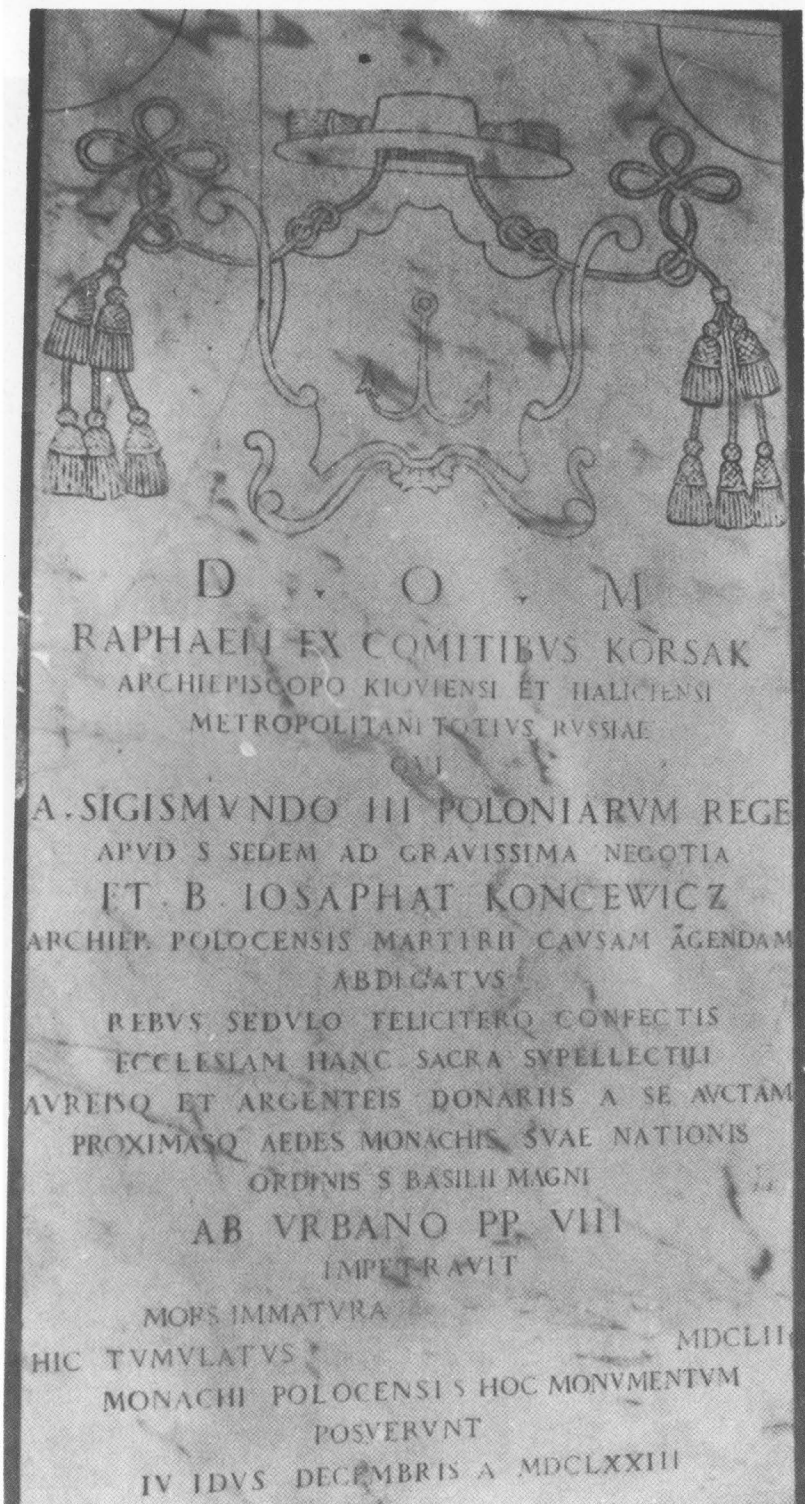 D . O . M
RAPHAELI EX COMITIBVS KORSAK
ARCHIEPISCOPO KIOVIENSI ET HALICIENSI
METROPOLITANI TOTIVS RVSSIAE
QVI
A . SIGISMVNDO III POLONIARVM REGE
APVD S SEDEM AD GRAVISSIMA NEGOTIA
ET . B . IOSAPHAT KONCEWICZ
ARCHIEP. POLOCENSIS MARTIRII CAVSAM AGENDAM
ABDIGATVS
REBVS SEDVLO FELICITERQ CONFECTIS
ECCLESIAM HANC SACRA SVPELLECTILI
AVREISQ ET ARGENTEIS DONARIIS A SE AVCTAM
PROXIMASQ AEDES MONACHIS SVAE NATIONIS
ORDINIS S BASILII MAGNI
AB VRBANO PP. VIII
IMPETRAVIT
MORS IMMATVRA
HIC TVMVLATVS MDCLII
MONACHI POLOCENSIS HOC MONVMENTVM
POSVERVNT
IV IDVS DECEMBRIS A MDCLXXIII